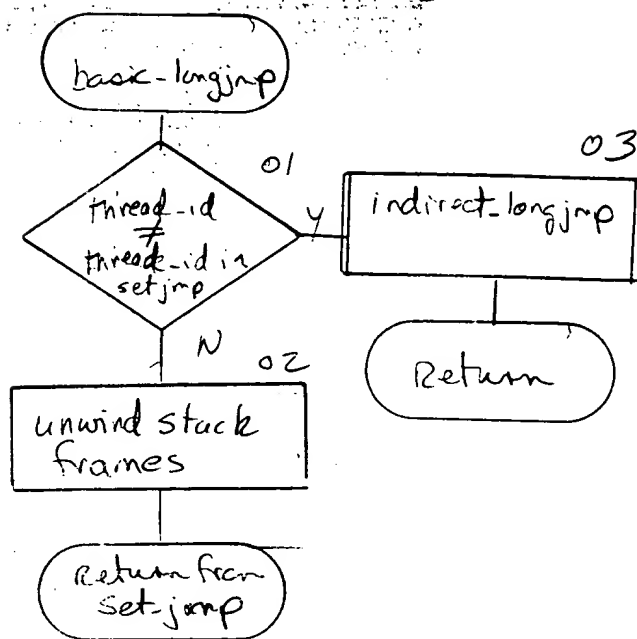 basic-longjmp
01
thread-id
≠
thread-id in
setjmp
Y
03
indirect-longjmp
Return
N
02
unwind stack
frames
Return from
set-jomp